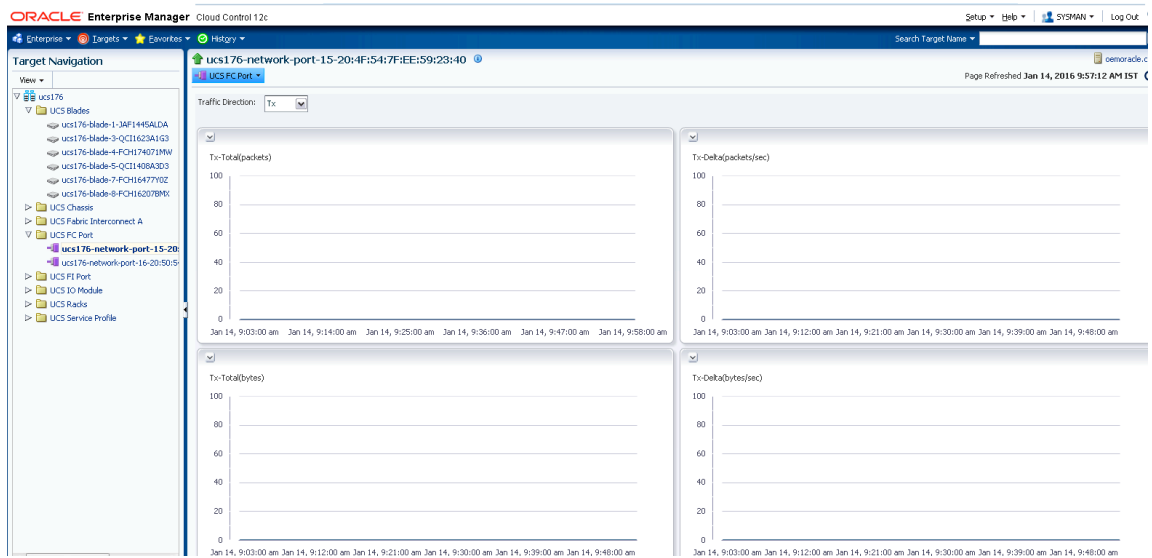 ORACLE Enterprise Manager Cloud Control 12c
Setup Help SYSMAN Log Out
Enterprise Targets Favorites History Search Target Name
Target Navigation
View
ucs176
UCS Blades
ucs176-blade-1-JAF1445ALDA
ucs176-blade-3-QCI1623A1G3
ucs176-blade-4-FCH174071MW
ucs176-blade-5-QCI1408A3D3
ucs176-blade-7-FCH16477Y0Z
ucs176-blade-8-FCH16207BMX
UCS Chassis
UCS Fabric Interconnect A
UCS FC Port
ucs176-network-port-15-20:
ucs176-network-port-16-20:50:5
UCS FI Port
UCS IO Module
UCS Racks
UCS Service Profile
ucs176-network-port-15-20:4F:54:7F:EE:59:23:40
oemorade.c
UCS FC Port
Page Refreshed Jan 14, 2016 9:57:12 AM IST
Traffic Direction: Tx
Tx-Total(packets)
100
80
60
40
20
0
Jan 14, 9:03:00 am Jan 14, 9:14:00 am Jan 14, 9:25:00 am Jan 14, 9:36:00 am Jan 14, 9:47:00 am Jan 14, 9:58:00 am
Tx-Delta(packets/sec)
100
80
60
40
20
0
Jan 14, 9:03:00 am Jan 14, 9:12:00 am Jan 14, 9:21:00 am Jan 14, 9:30:00 am Jan 14, 9:39:00 am Jan 14, 9:48:00 am
Tx-Total(bytes)
100
80
60
40
20
0
Jan 14, 9:03:00 am Jan 14, 9:12:00 am Jan 14, 9:21:00 am Jan 14, 9:30:00 am Jan 14, 9:39:00 am Jan 14, 9:48:00 am
Tx-Delta(bytes/sec)
100
80
60
40
20
0
Jan 14, 9:03:00 am Jan 14, 9:12:00 am Jan 14, 9:21:00 am Jan 14, 9:30:00 am Jan 14, 9:39:00 am Jan 14, 9:48:00 am